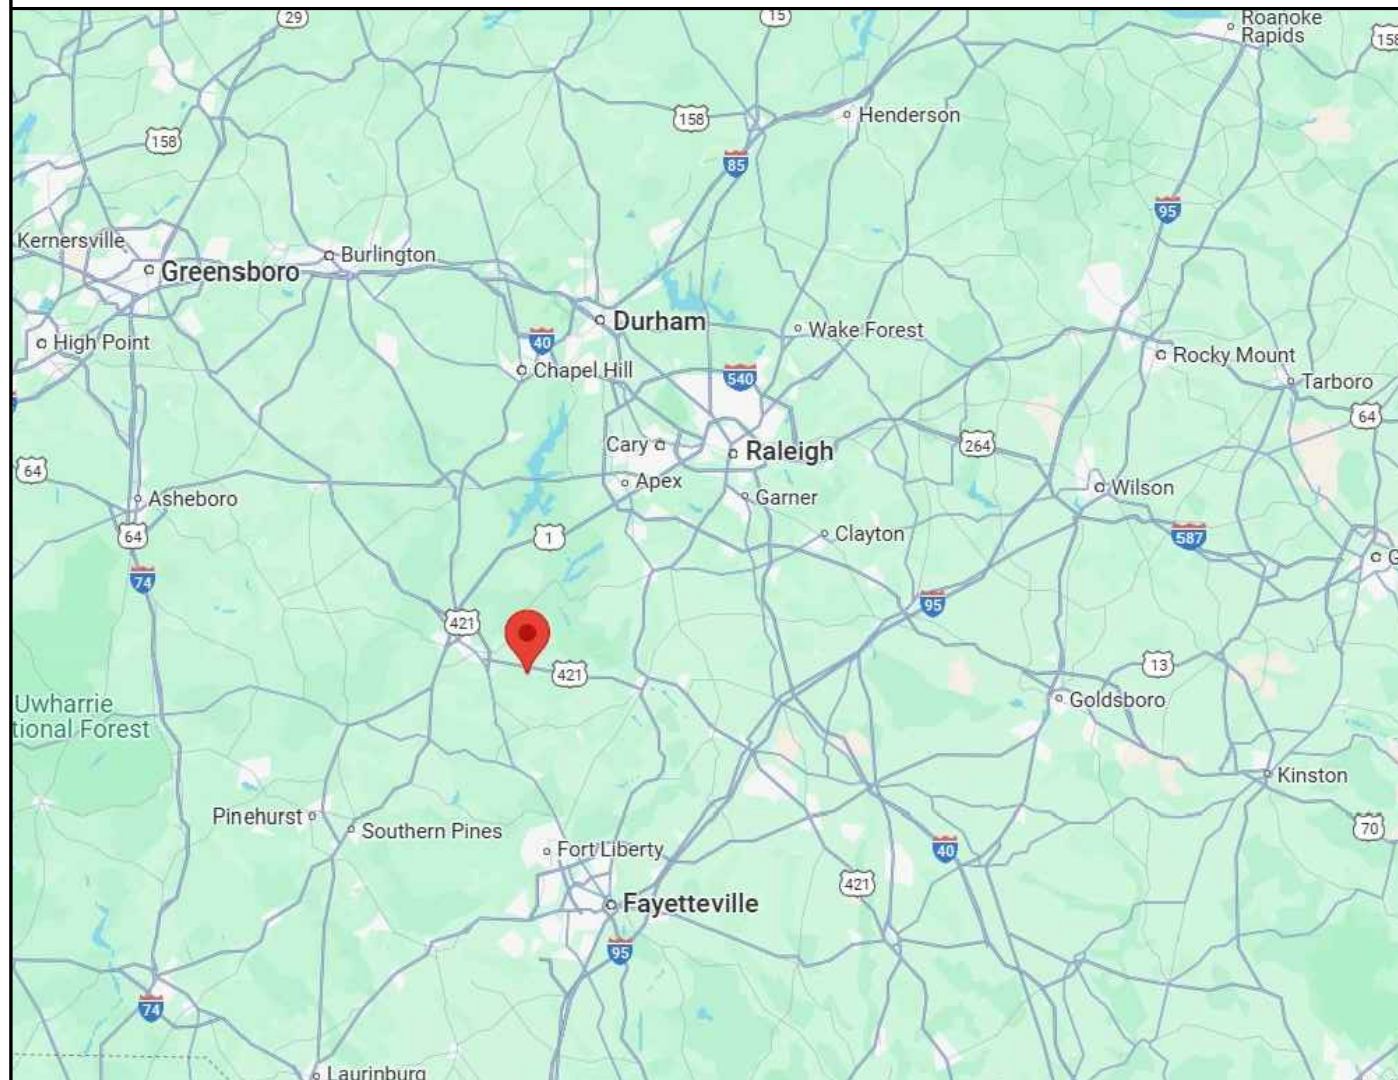 29
15
Roanoke
Rapids
158
158
158
Henderson
85
95
Kernersville
Burlington
Greensboro
Durham
Wake Forest
40
High Point
Rocky Mount
Chapel Hill
540
Tarboro
64
Cary
Raleigh
264
64
Apex
Wilson
Asheboro
Garner
64
1
Clayton
587
G
74
95
421
421
13
Uwharrie
tional Forest
Goldsboro
Kinston
Pinehurst
Southern Pines
70
Fort Liberty
40
421
Fayetteville
95
74
Laurinburg